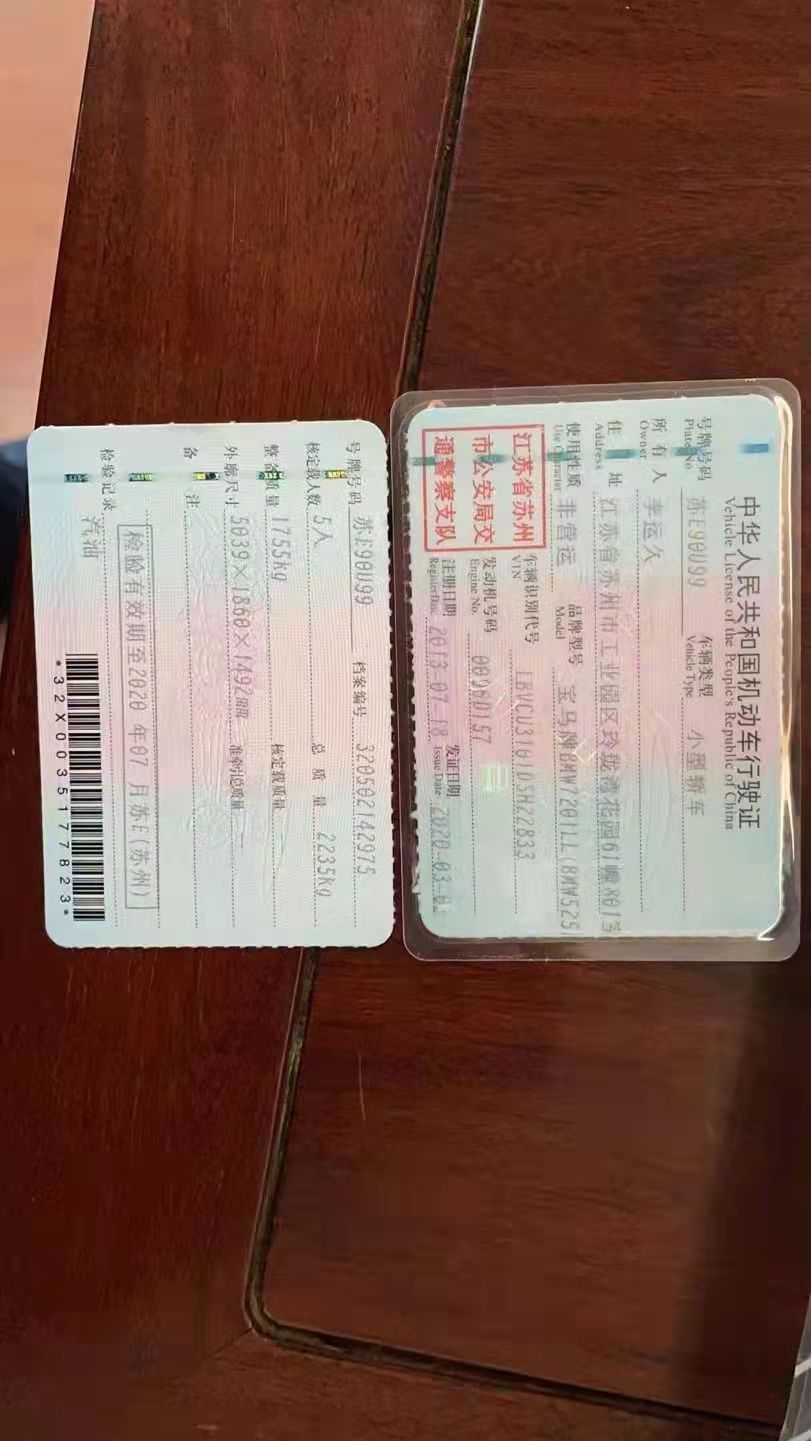 中华人民共和国机动车行驶证
Vehicle License of the People's Republic of China
号牌号码 苏E90U99 车辆类型 小型轿车
Plate No. Vehicle Type
所有人 李运久
Owner
住址 江苏省苏州市工业园区玲珑湾花园61幢801室
Address
使用性质 非营运 品牌型号 宝马牌BMW7201LL(BMW525
Use Character Model
江苏省苏州
市公安局交
通警察支队
车辆识别代号 LBVCU3101DSH22833
VIN
发动机号码 00960157
Engine No.
注册日期 2013-07-18 发证日期 2020-03-0
Register Date Issue Date
号牌号码 苏E90U99 档案编号 320502142975
核定载人数 5人 总质量 2235kg
整备质量 1755kg 核定载质量
外廓尺寸 5039×1860×1492mm 准牵引总质量
备注
检验有效期至2020年07月苏E(苏州)
检验记录
汽油
*32X0035177823*